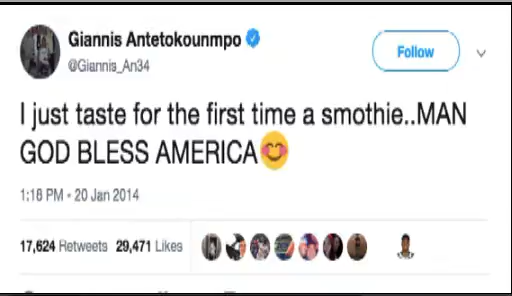 Giannis Antetokounmpo
Follow
@Giannis_An34
I just taste for the first time a smothie..MAN
GOD BLESS AMERICA😊
1:16 PM - 20 Jan 2014
17,624 Retweets 29,471 Likes